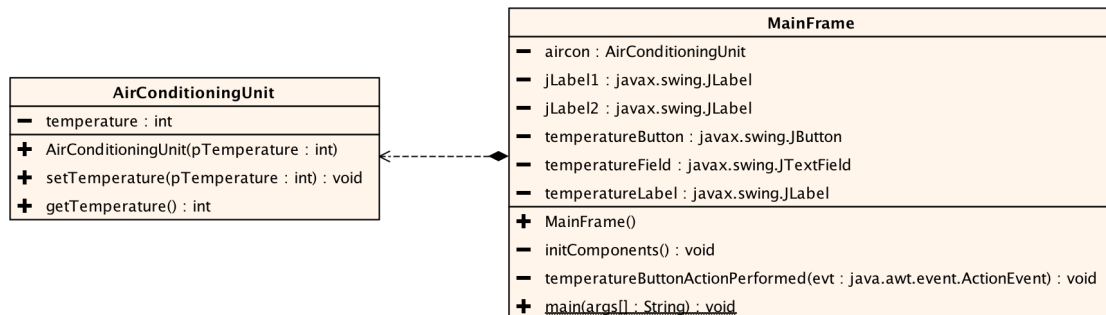 AirConditioningUnit
temperature : int
AirConditioningUnit(pTemperature : int)
setTemperature(pTemperature : int) : void
getTemperature() : int
MainFrame
aircon : AirConditioningUnit
jLabel1 : javax.swing.JLabel
jLabel2 : javax.swing.JLabel
temperatureButton : javax.swing.JButton
temperatureField : javax.swing.JTextField
temperatureLabel : javax.swing.JLabel
MainFrame()
initComponents() : void
temperatureButtonActionPerformed(evt : java.awt.event.ActionEvent) : void
main(args[] : String) : void